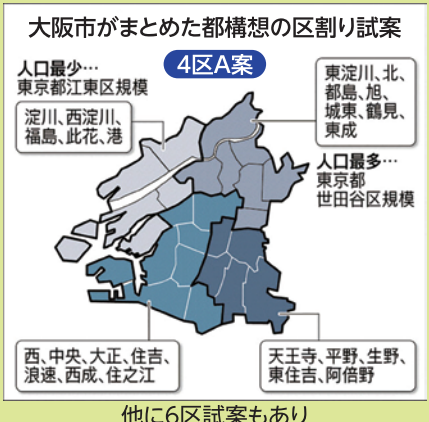 大阪市がまとめた都構想の区割り試案
4区A案
人口最少…
東京都江東区規模
淀川、西淀川、
福島、此花、港
東淀川、北、
都島、旭、
城東、鶴見、
東成
人口最多…
東京都
世田谷区規模
西、中央、大正、住吉、
浪速、西成、住之江
天王寺、平野、生野、
東住吉、阿倍野
他に6区試案もあり